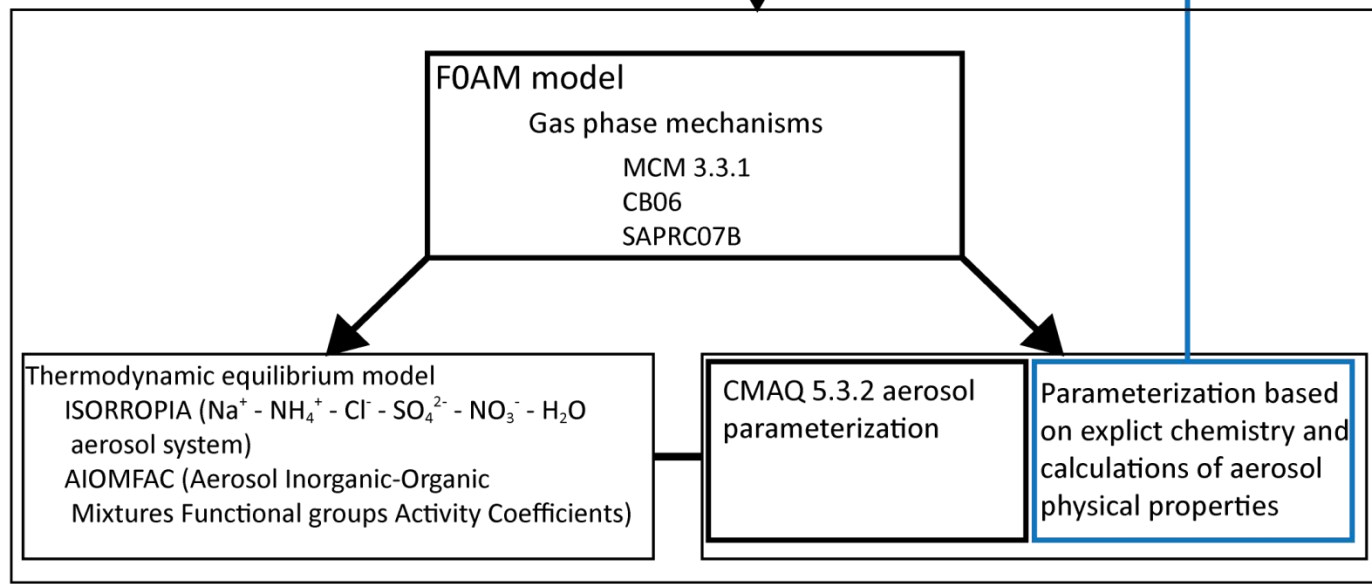 F0AM model
Gas phase mechanisms
MCM 3.3.1
CB06
SAPRC07B
Thermodynamic equilibrium model
ISORROPIA (Na⁺ - NH₄⁺ - Cl⁻ - SO₄²⁻ - NO₃⁻ - H₂O
aerosol system)
AIOMFAC (Aerosol Inorganic-Organic
Mixtures Functional groups Activity Coefficients)
CMAQ 5.3.2 aerosol
parameterization
Parameterization based
on explict chemistry and
calculations of aerosol
physical properties